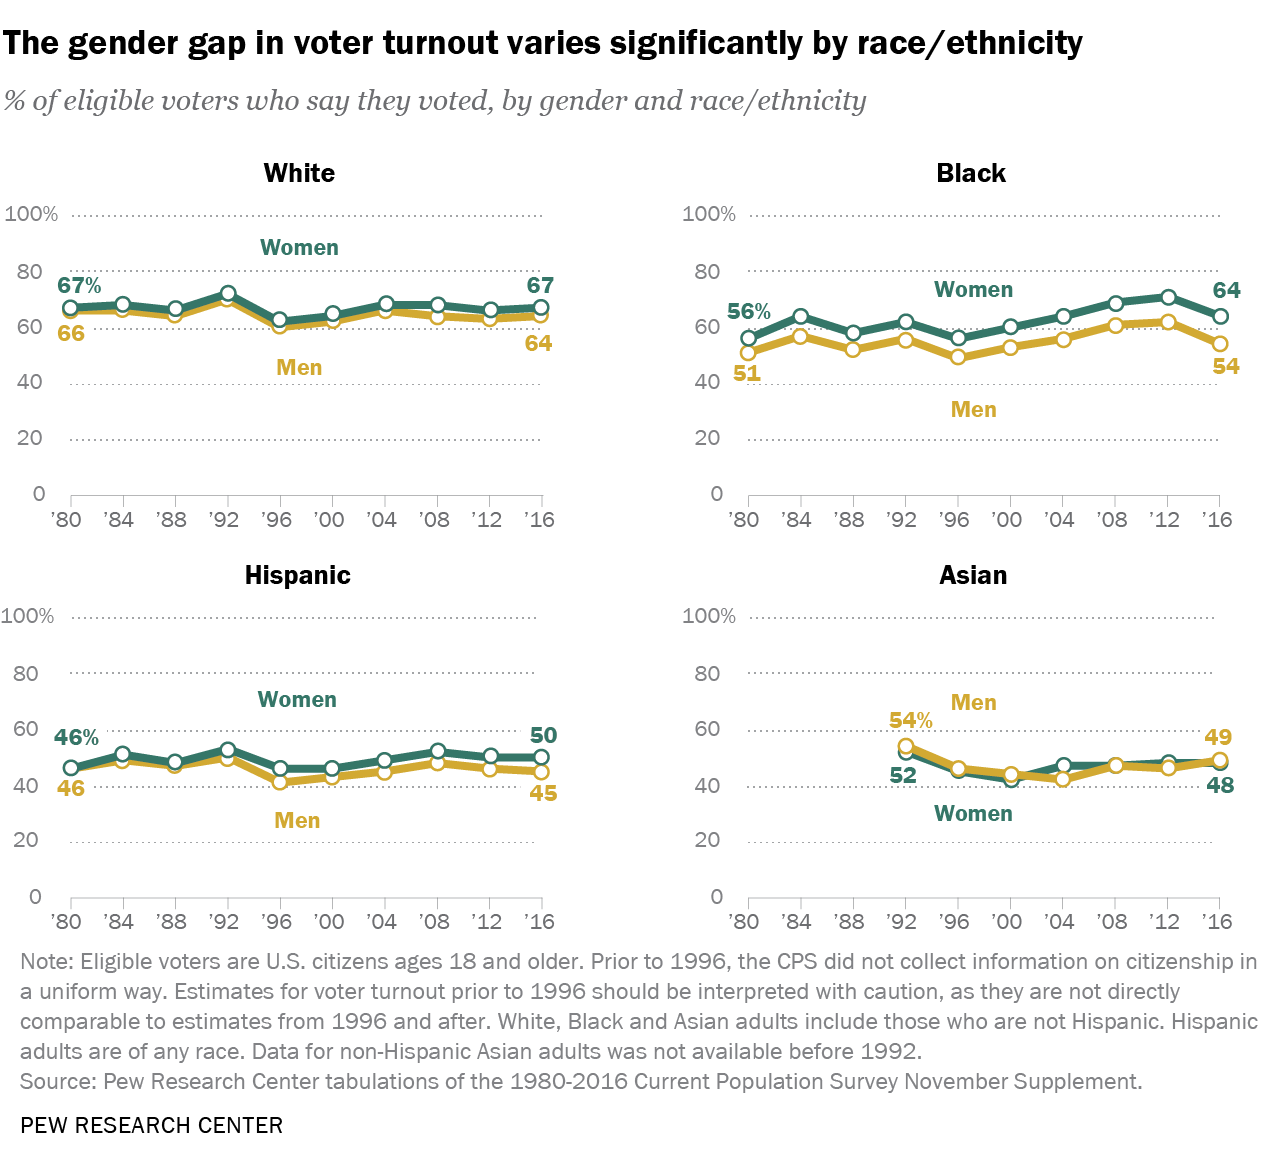 The gender gap in voter turnout varies significantly by race/ethnicity
% of eligible voters who say they voted, by gender and race/ethnicity
White
100%
80
60
40
20
0
Women
67%
67
66
64
Men
’80 ’84 ’88 ’92 ’96 ’00 ’04 ’08 ’12 ’16
Black
100%
80
60
40
20
0
Women
56%
64
51
54
Men
’80 ’84 ’88 ’92 ’96 ’00 ’04 ’08 ’12 ’16
Hispanic
100%
80
60
40
20
0
Women
46%
50
46
45
Men
’80 ’84 ’88 ’92 ’96 ’00 ’04 ’08 ’12 ’16
Asian
100%
80
60
40
20
0
Men
54%
49
52
48
Women
’80 ’84 ’88 ’92 ’96 ’00 ’04 ’08 ’12 ’16
Note: Eligible voters are U.S. citizens ages 18 and older. Prior to 1996, the CPS did not collect information on citizenship in
a uniform way. Estimates for voter turnout prior to 1996 should be interpreted with caution, as they are not directly
comparable to estimates from 1996 and after. White, Black and Asian adults include those who are not Hispanic. Hispanic
adults are of any race. Data for non-Hispanic Asian adults was not available before 1992.
Source: Pew Research Center tabulations of the 1980-2016 Current Population Survey November Supplement.
PEW RESEARCH CENTER